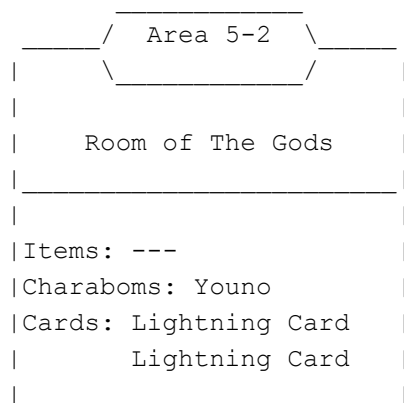 Area 5-2
Room of The Gods
Items: ---
Charaboms: Youno
Cards: Lightning Card
Lightning Card